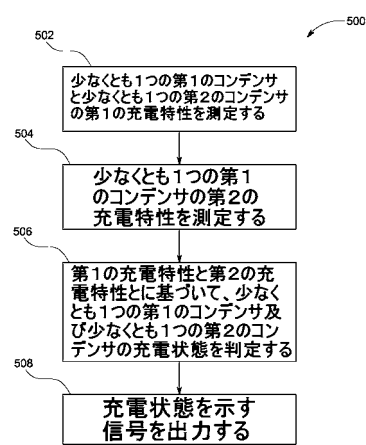 500
502
少なくとも1つの第1のコンデンサ
と少なくとも1つの第2のコンデンサ
の第1の充電特性を測定する
504
少なくとも1つの第1
のコンデンサの第2の
充電特性を測定する
506
第1の充電特性と第2の充
電特性とに基づいて、少なく
とも1つの第1のコンデンサ及
び少なくとも1つの第2のコン
デンサの充電状態を判定する
508
充電状態を示す
信号を出力する